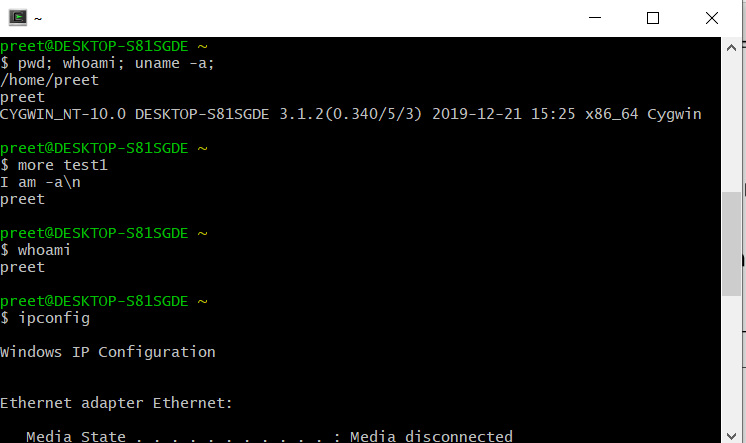 ~
preet@DESKTOP-S81SGDE ~
$ pwd; whoami; uname -a;
/home/preet
preet
CYGWIN_NT-10.0 DESKTOP-S81SGDE 3.1.2(0.340/5/3) 2019-12-21 15:25 x86_64 Cygwin
preet@DESKTOP-S81SGDE ~
$ more test1
I am -a\n
preet
preet@DESKTOP-S81SGDE ~
$ whoami
preet
preet@DESKTOP-S81SGDE ~
$ ipconfig
Windows IP Configuration
Ethernet adapter Ethernet:
Media State . . . . . . . . . . . : Media disconnected